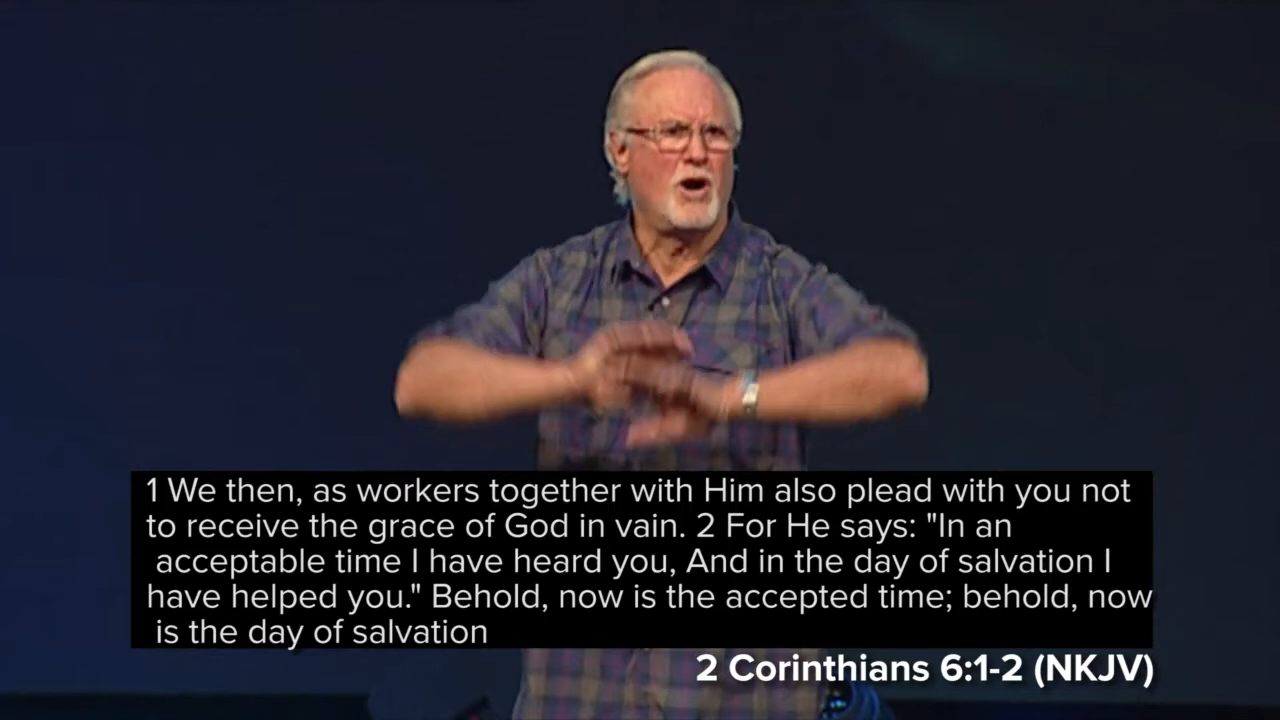 1 We then, as workers together with Him also plead with you not
to receive the grace of God in vain. 2 For He says: "In an
acceptable time I have heard you, And in the day of salvation I
have helped you." Behold, now is the accepted time; behold, now
is the day of salvation
2 Corinthians 6:1-2 (NKJV)